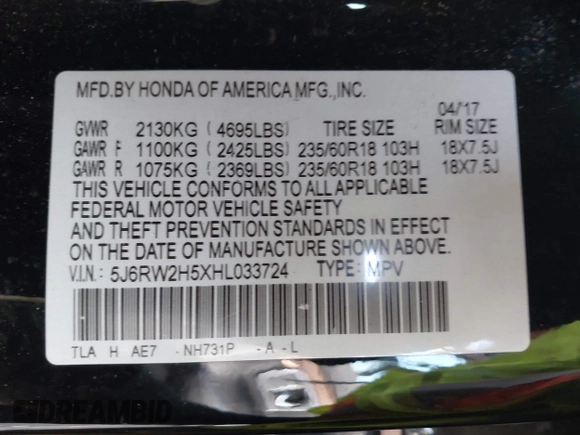 MFD.BY HONDA OF AMERICA MFG.,INC.
04/17
GVWR 2130KG ( 4695LBS) TIRE SIZE RIM SIZE
GAWR F 1100KG ( 2425LBS) 235/60R18 103H 18X7.5J
GAWR R 1075KG ( 2369LBS) 235/60R18 103H 18X7.5J
THIS VEHICLE CONFORMS TO ALL APPLICABLE
FEDERAL MOTOR VEHICLE SAFETY
AND THEFT PREVENTION STANDARDS IN EFFECT
ON THE DATE OF MANUFACTURE SHOWN ABOVE.
V.I.N.: 5J6RW2H5XHL033724 TYPE: MPV
TLA H AE7 - NH731P - A - L
DREAMBID